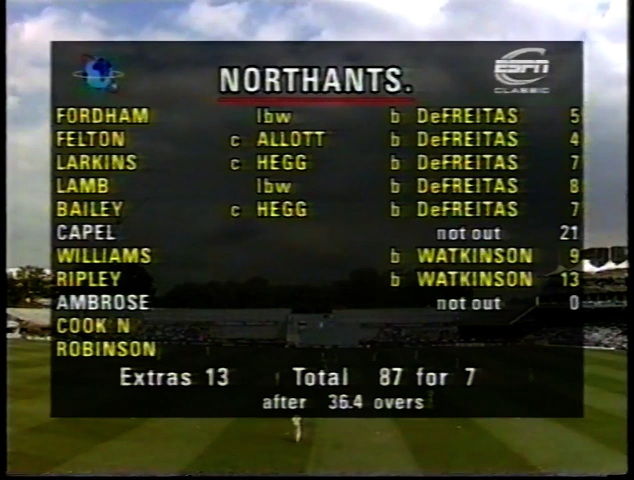 ESPN
CLASSIC
NORTHANTS.
FORDHAM lbw b DeFREITAS 5
FELTON c ALLOTT b DeFREITAS 4
LARKINS c HEGG b DeFREITAS 7
LAMB lbw b DeFREITAS 8
BAILEY c HEGG b DeFREITAS 7
CAPEL not out 21
WILLIAMS b WATKINSON 9
RIPLEY b WATKINSON 13
AMBROSE not out 0
COOK N
ROBINSON
Extras 13 Total 87 for 7
after 36.4 overs